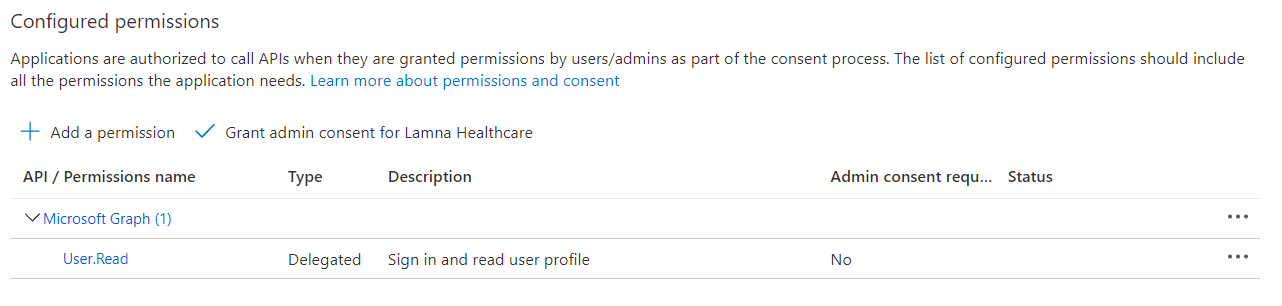 Configured permissions
Applications are authorized to call APIs when they are granted permissions by users/admins as part of the consent process. The list of configured permissions should include
all the permissions the application needs. Learn more about permissions and consent
Add a permission Grant admin consent for Lamna Healthcare
API / Permissions name Type Description Admin consent requ... Status
Microsoft Graph (1)
User.Read Delegated Sign in and read user profile No